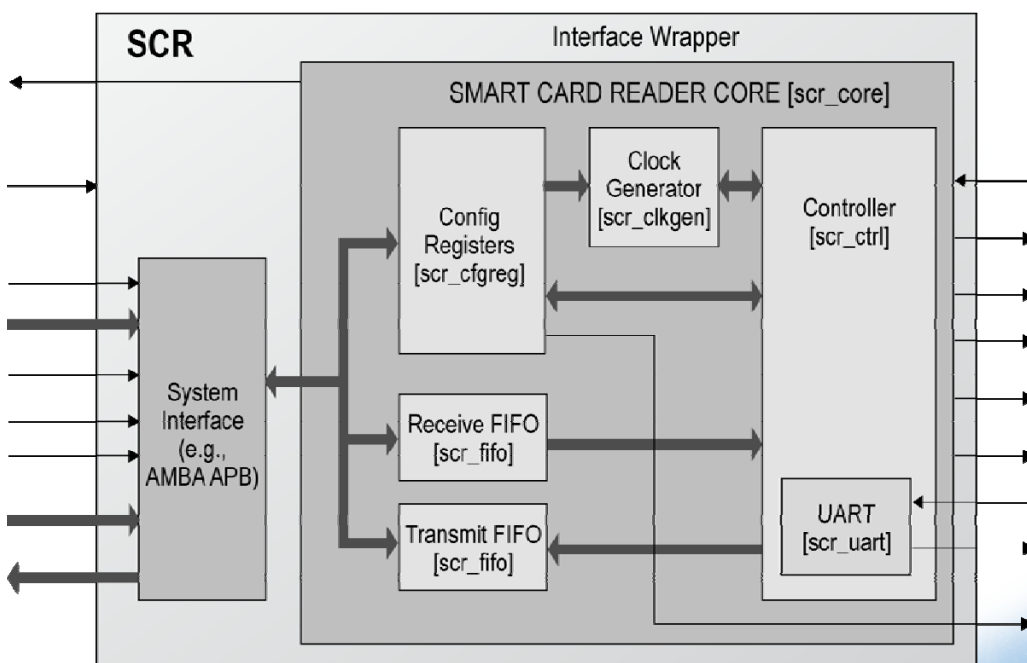 SCR
Interface Wrapper
SMART CARD READER CORE [scr_core]
Config
Registers
[scr_cfgreg]
Clock
Generator
[scr_clkgen]
Controller
[scr_ctrl]
System
Interface
(e.g.,
AMBA APB)
Receive FIFO
[scr_fifo]
Transmit FIFO
[scr_fifo]
UART
[scr_uart]